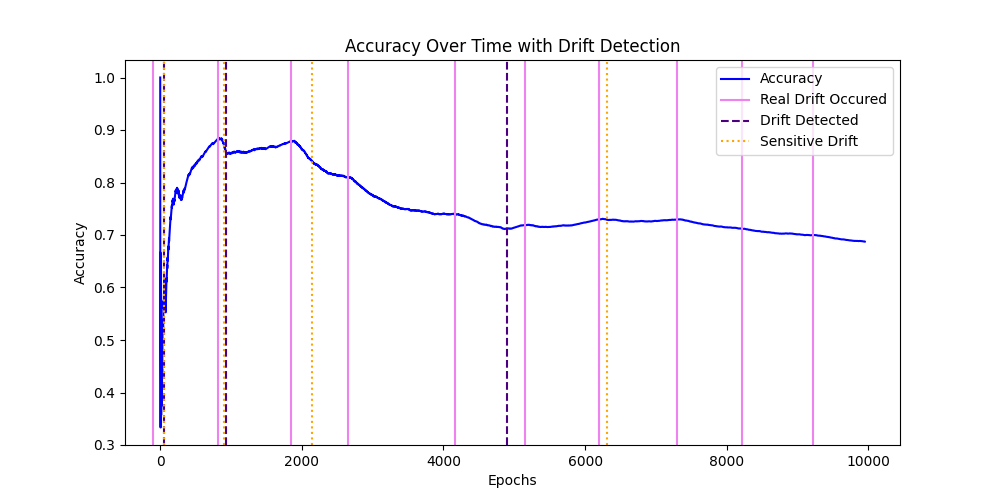 Accuracy Over Time with Drift Detection
Accuracy
1.0
0.9
0.8
0.7
0.6
0.5
0.4
0.3
0
2000
4000
6000
8000
10000
Epochs
Accuracy
Real Drift Occured
Drift Detected
Sensitive Drift